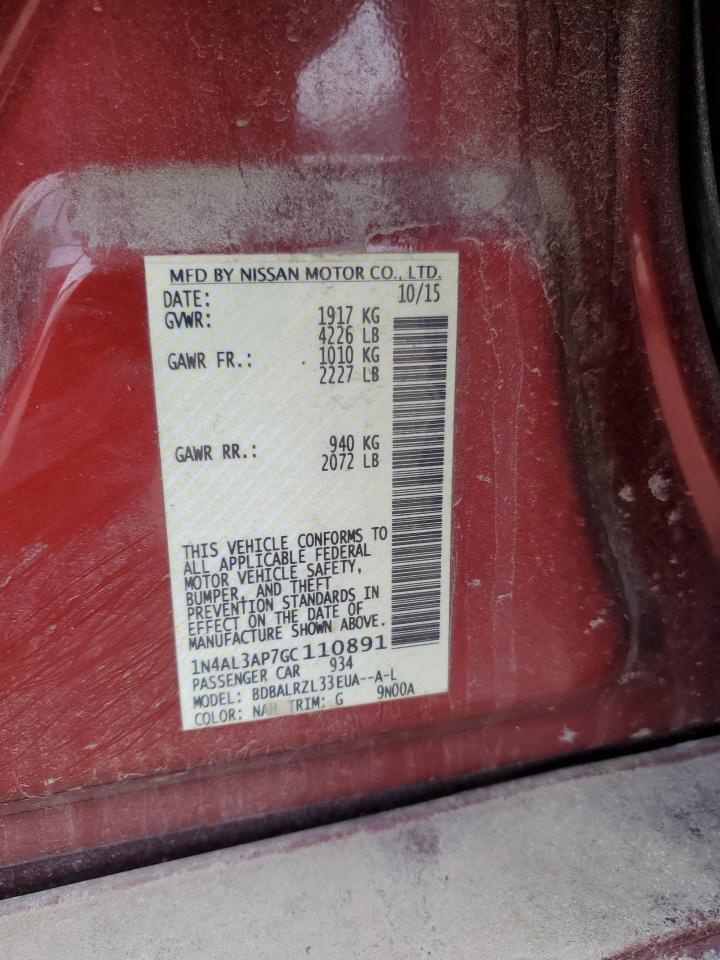 MFD BY NISSAN MOTOR CO., LTD.
DATE: 10/15
GVWR: 1917 KG
4226 LB
GAWR FR.: 1010 KG
2227 LB
GAWR RR.: 940 KG
2072 LB
THIS VEHICLE CONFORMS TO
ALL APPLICABLE FEDERAL
MOTOR VEHICLE SAFETY,
BUMPER, AND THEFT
PREVENTION STANDARDS IN
EFFECT ON THE DATE OF
MANUFACTURE SHOWN ABOVE.
1N4AL3AP7GC110891
PASSENGER CAR 934
MODEL: BDBALRZL33EUA--A-L
COLOR: NAH TRIM: G 9N00A